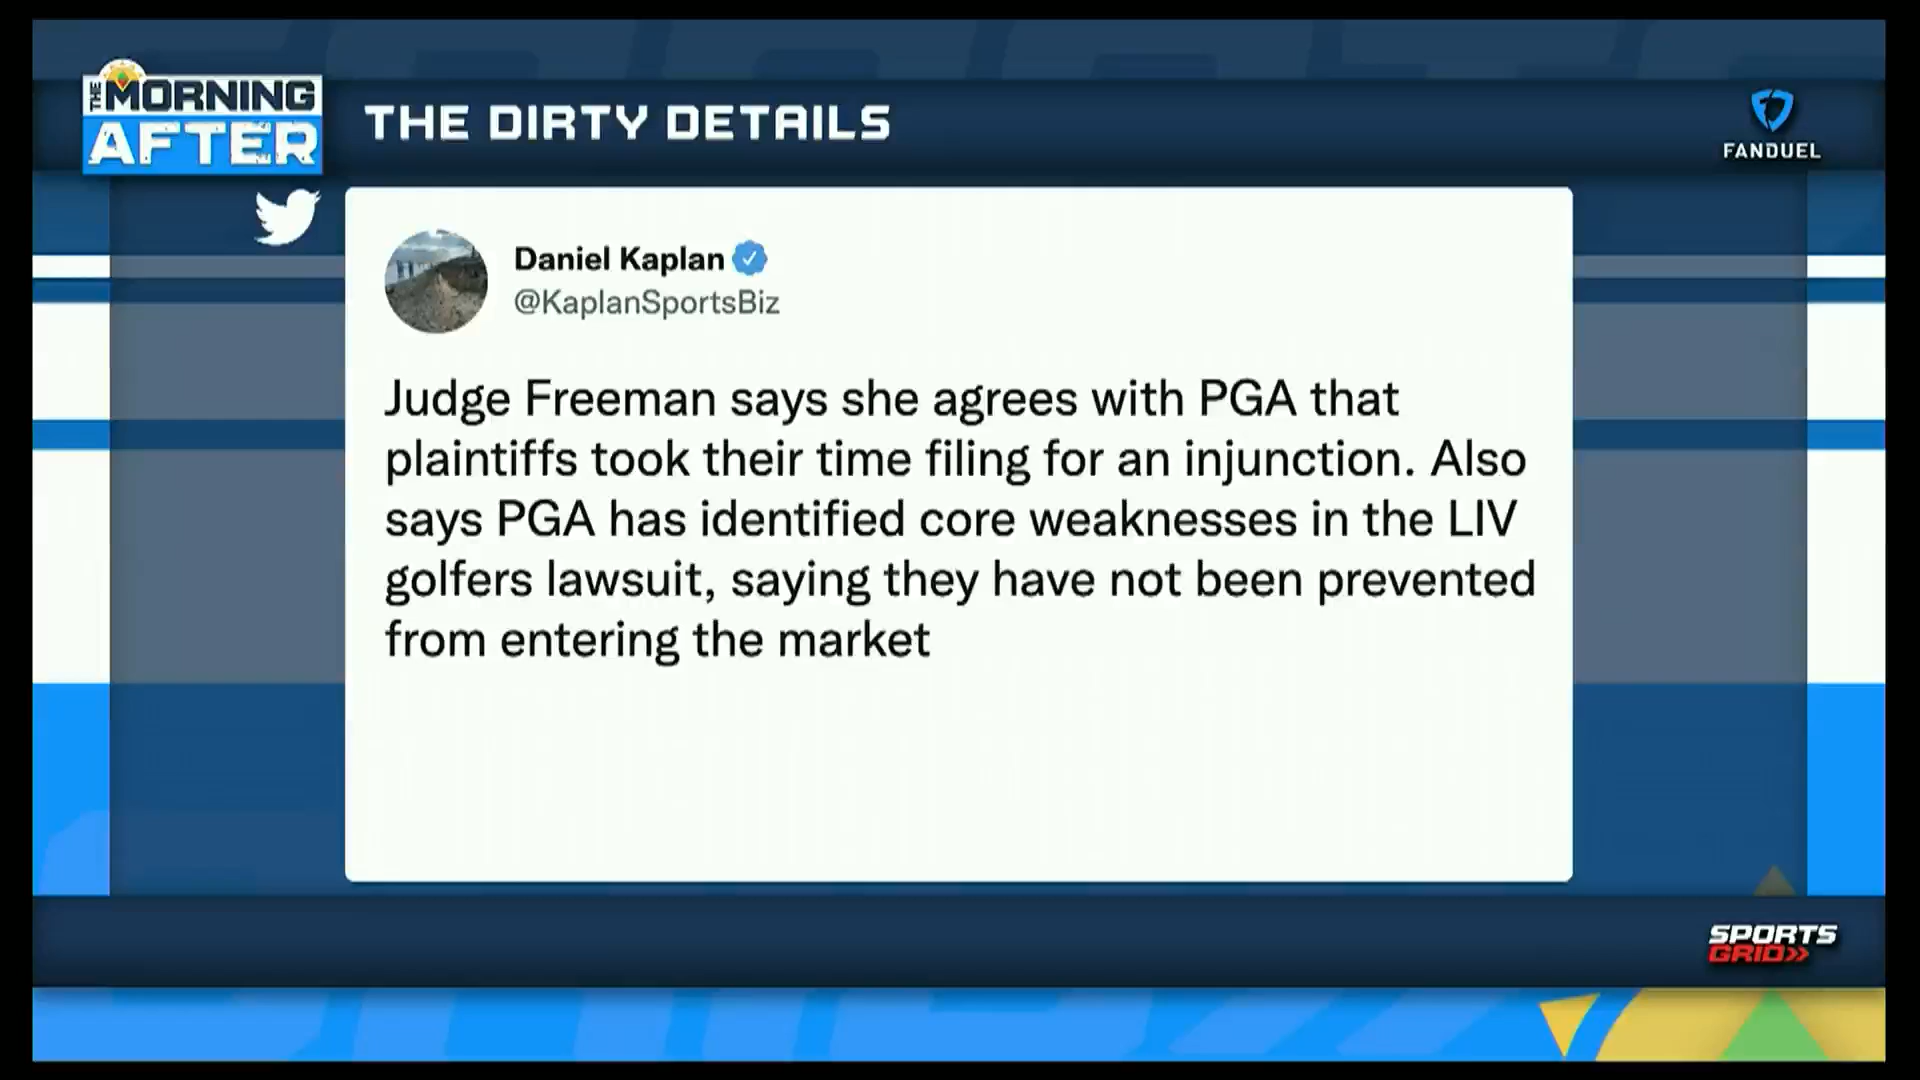 THE MORNING
AFTER
THE DIRTY DETAILS
FANDUEL
Daniel Kaplan
@KaplanSportsBiz
Judge Freeman says she agrees with PGA that
plaintiffs took their time filing for an injunction. Also
says PGA has identified core weaknesses in the LIV
golfers lawsuit, saying they have not been prevented
from entering the market
SPORTS
GRID